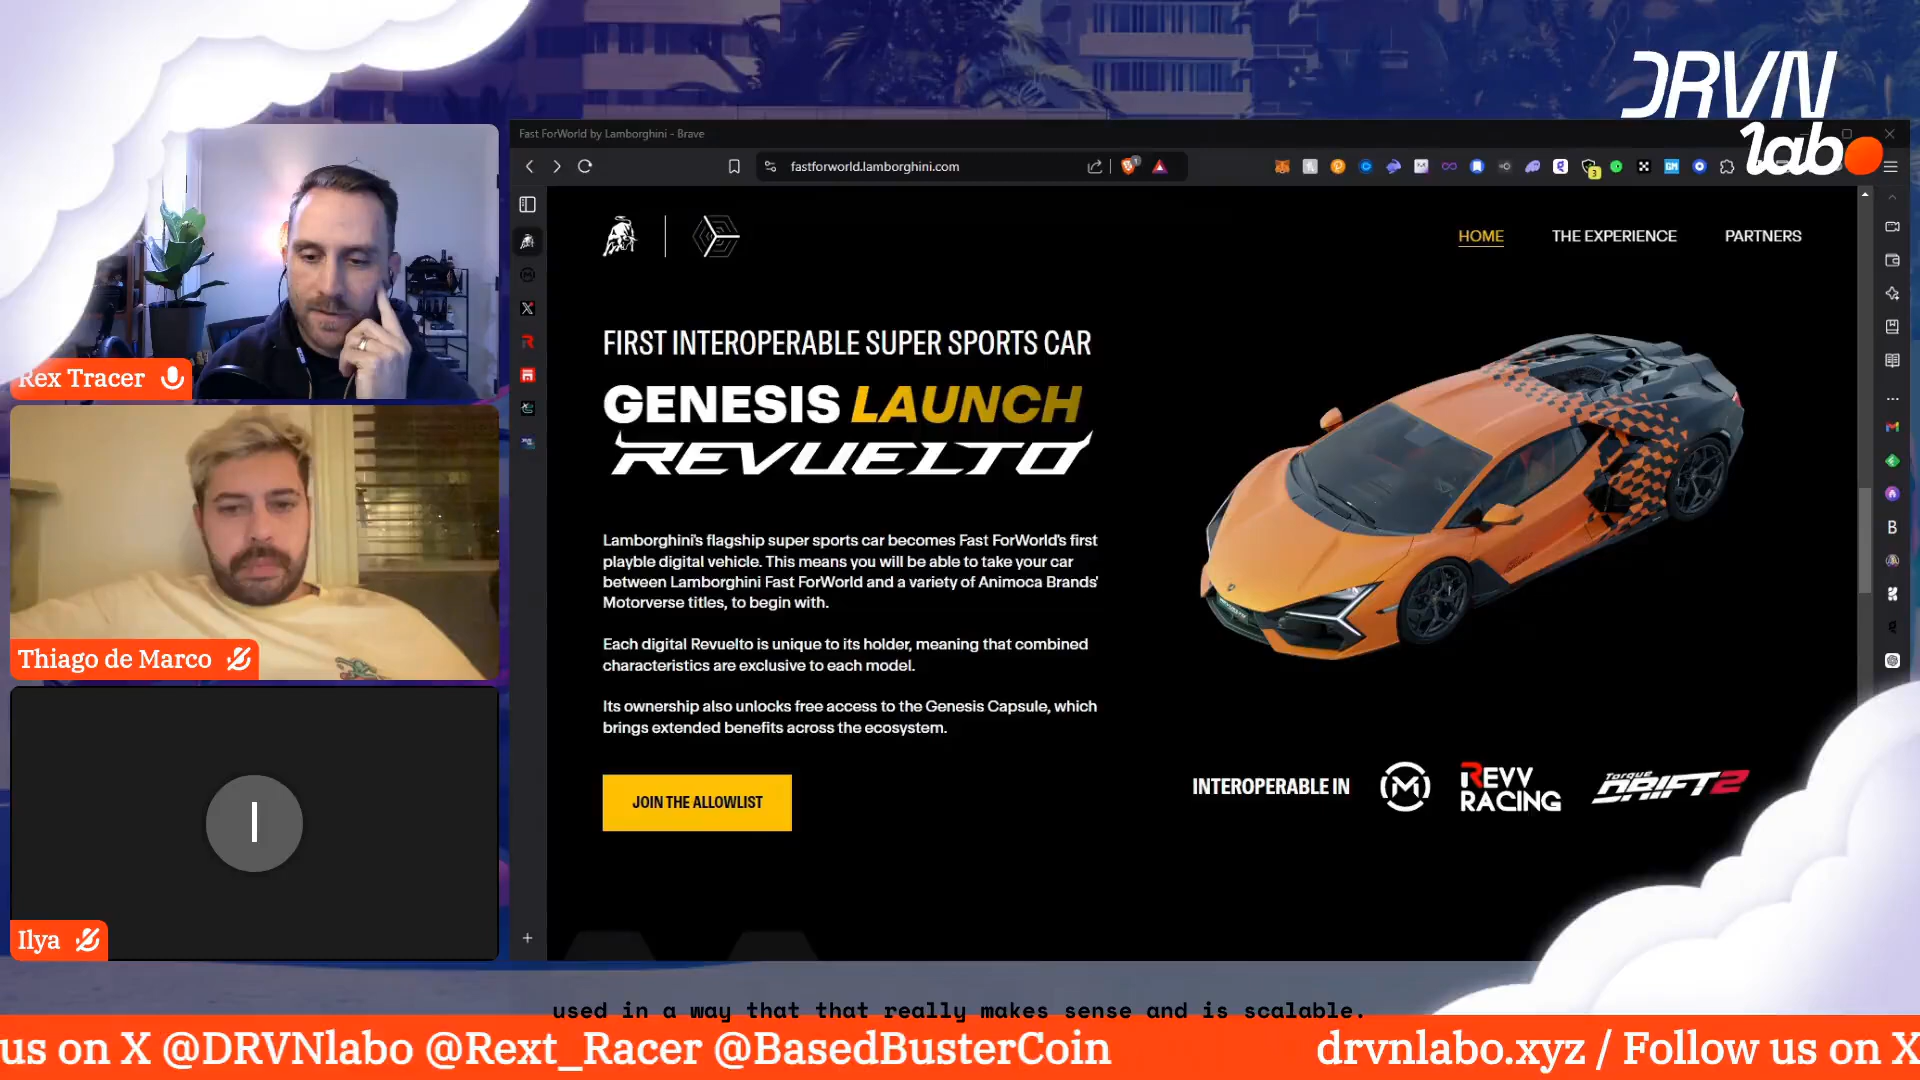 DRVN
labo
Fast ForWorld by Lamborghini - Brave
fastforworld.lamborghini.com
HOME
THE EXPERIENCE
PARTNERS
FIRST INTEROPERABLE SUPER SPORTS CAR
GENESIS LAUNCH
REVUELTO
Lamborghini's flagship super sports car becomes Fast ForWorld's first
playble digital vehicle. This means you will be able to take your car
between Lamborghini Fast ForWorld and a variety of Animoca Brands'
Motorverse titles, to begin with.
Each digital Revuelto is unique to its holder, meaning that combined
characteristics are exclusive to each model.
Its ownership also unlocks free access to the Genesis Capsule, which
brings extended benefits across the ecosystem.
JOIN THE ALLOWLIST
INTEROPERABLE IN
REVV
RACING
Torque
DRIFT 2
Rex Tracer
Thiago de Marco
I
Ilya
used in a way that that really makes sense and is scalable.
us on X @DRVNlabo @Rext_Racer @BasedBusterCoin
drvnlabo.xyz / Follow us on X